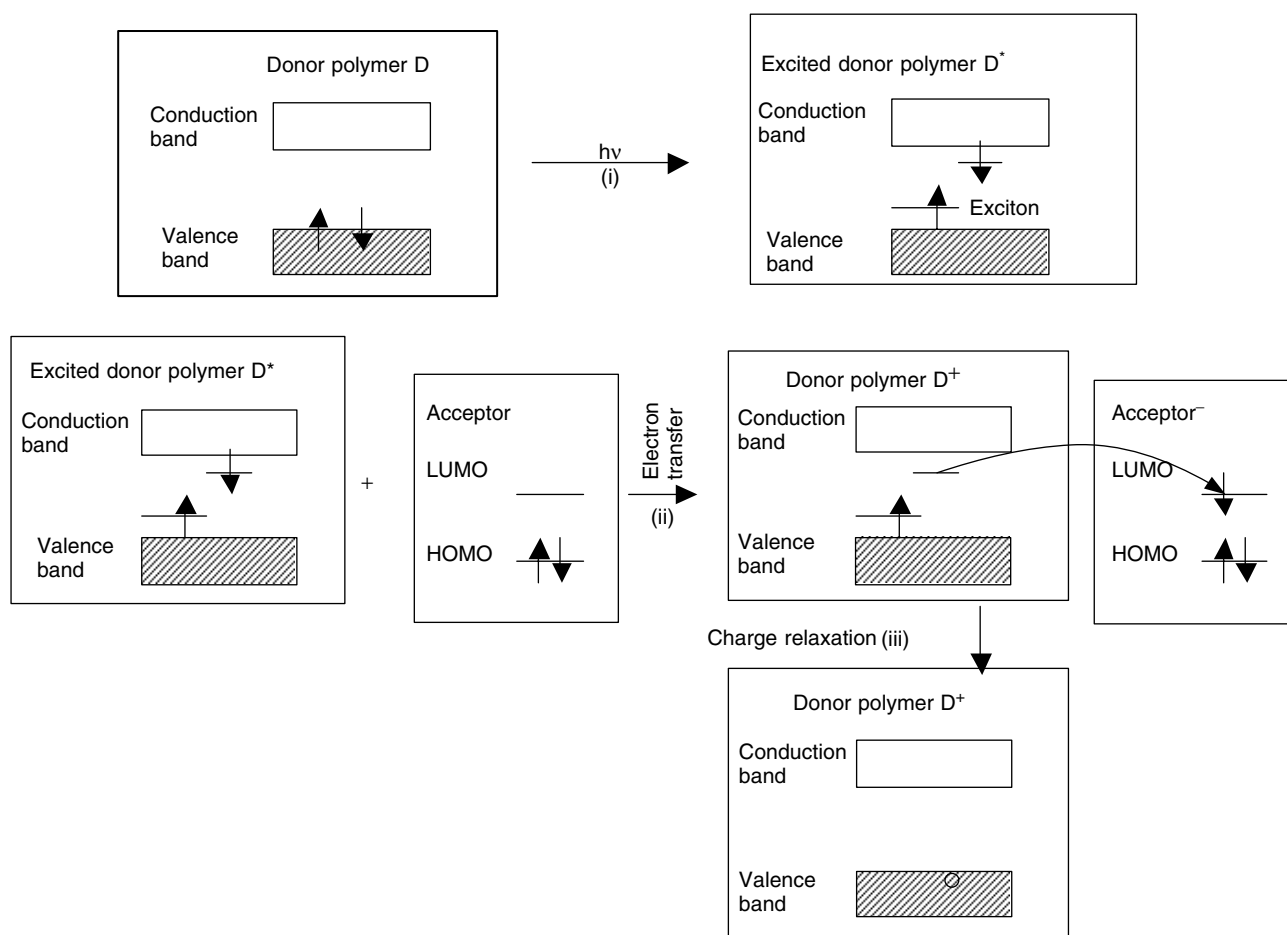 Donor polymer D
Conduction
band
Valence
band
hν
(i)
Excited donor polymer D*
Conduction
band
Exciton
Valence
band
Excited donor polymer D*
Conduction
band
Valence
band
+
Acceptor
LUMO
HOMO
Electron
transfer
(ii)
Donor polymer D+
Conduction
band
Valence
band
Acceptor−
LUMO
HOMO
Charge relaxation (iii)
Donor polymer D+
Conduction
band
Valence
band